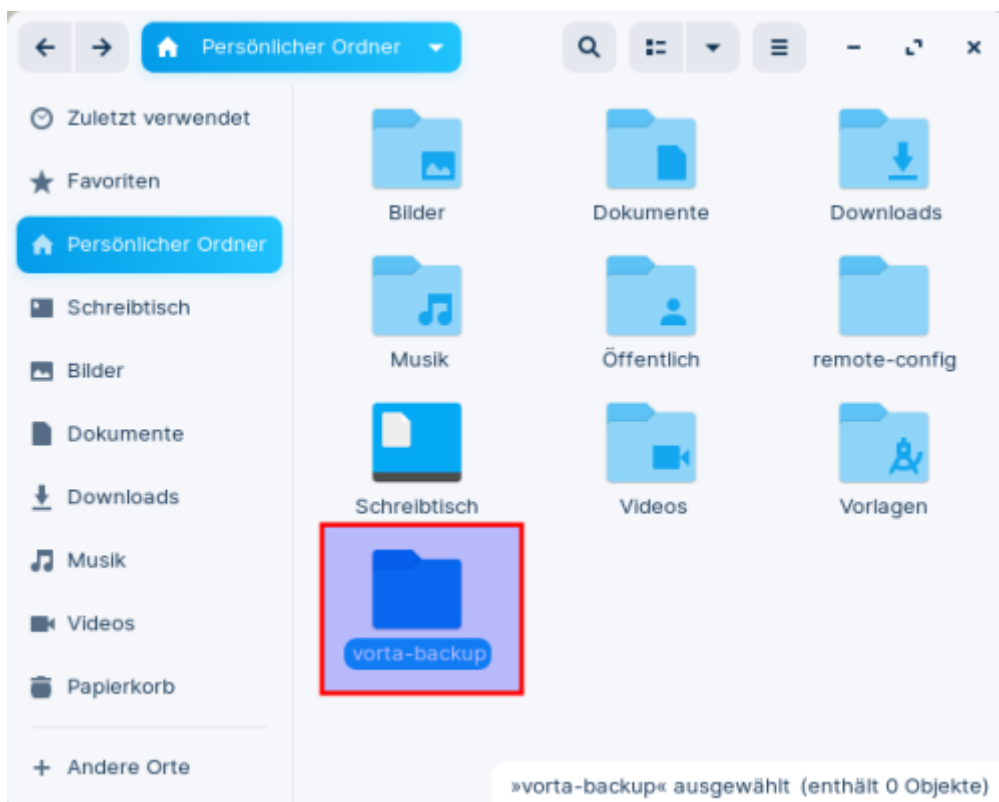 Persönlicher Ordner
Zuletzt verwendet
Favoriten
Persönlicher Ordner
Schreibtisch
Bilder
Dokumente
Downloads
Musik
Videos
Papierkorb
Andere Orte
Bilder Dokumente Downloads
Musik Öffentlich remote-config
Schreibtisch Videos Vorlagen
vorta-backup
»vorta-backup« ausgewählt (enthält 0 Objekte)